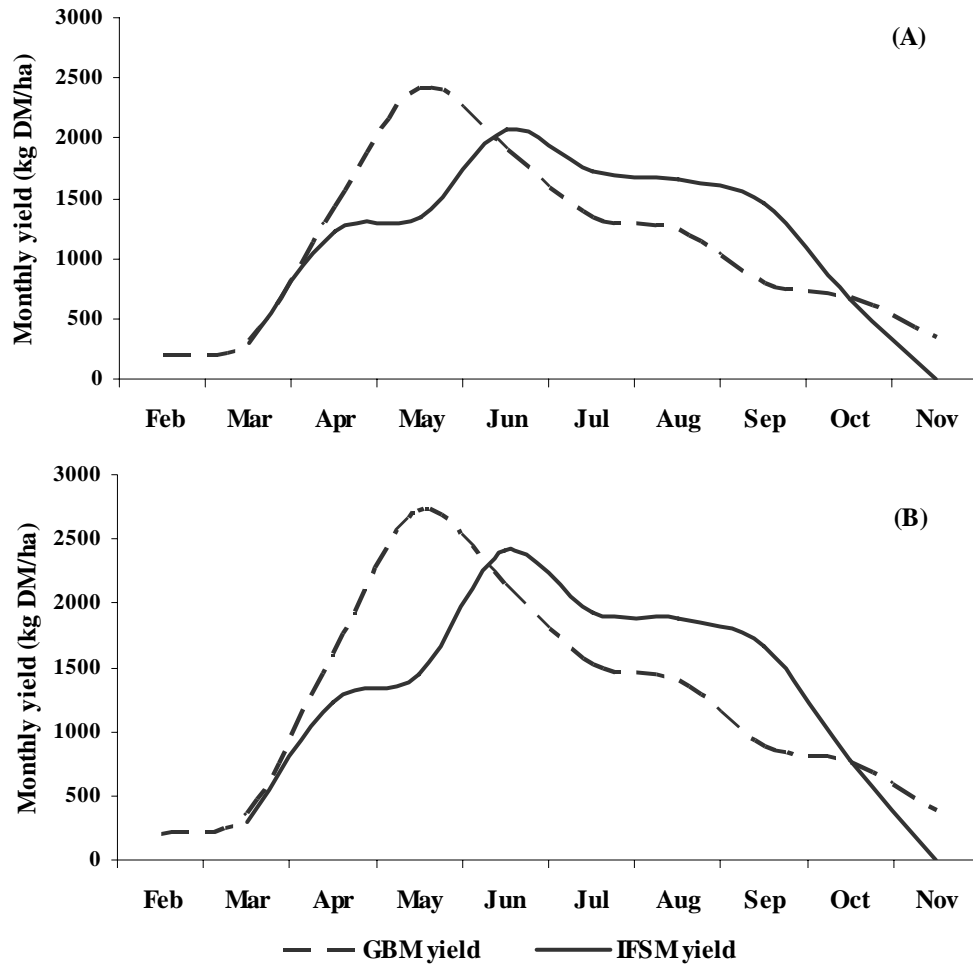 (A)
Monthly yield (kg DM/ha)
3000
2500
2000
1500
1000
500
0
Feb Mar Apr May Jun Jul Aug Sep Oct Nov
(B)
Monthly yield (kg DM/ha)
3000
2500
2000
1500
1000
500
0
Feb Mar Apr May Jun Jul Aug Sep Oct Nov
GBM yield IFSM yield